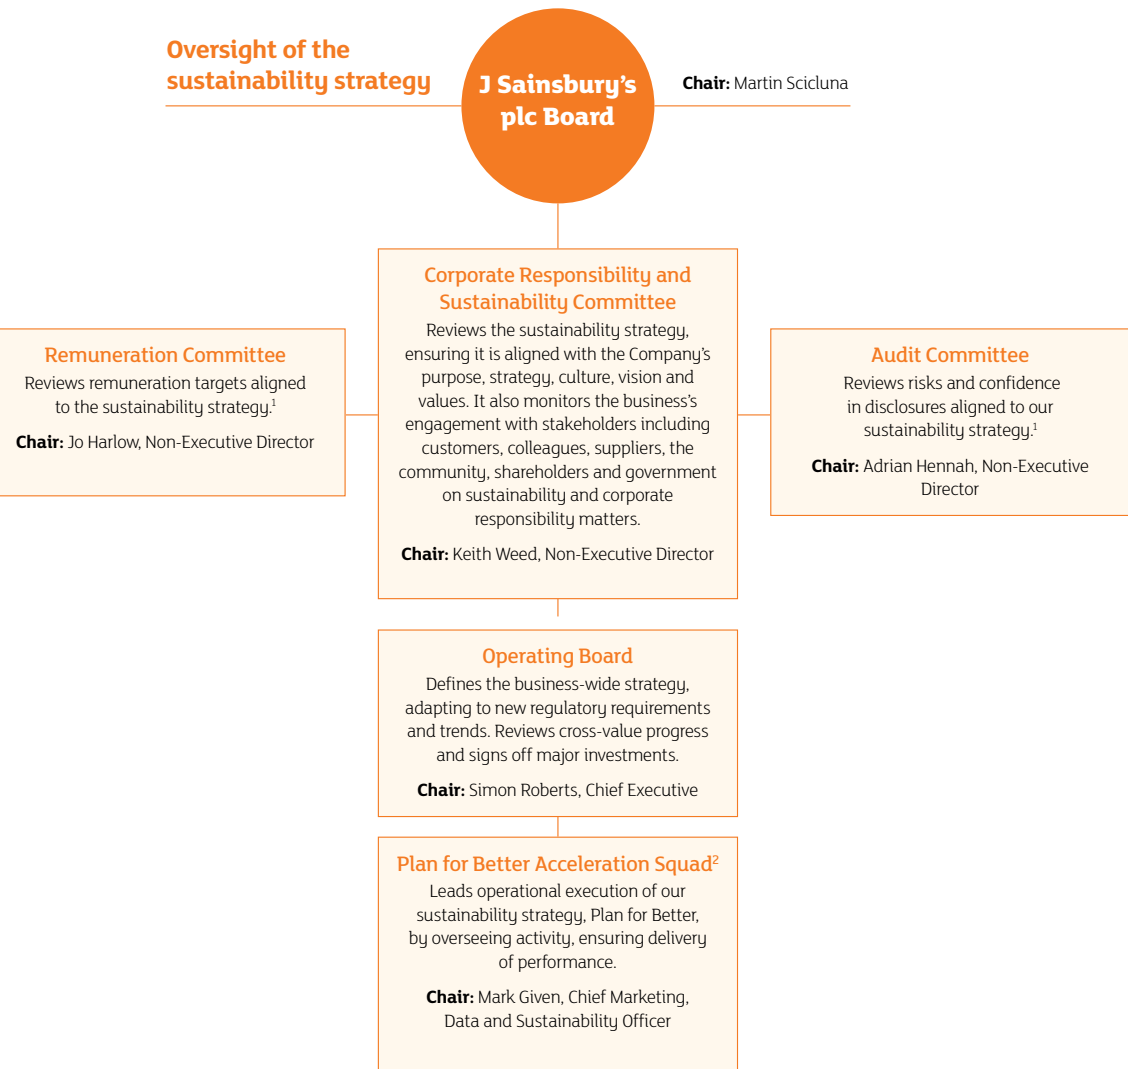 Oversight of the
sustainability strategy
J Sainsbury's
plc Board
Chair: Martin Scicluna
Corporate Responsibility and
Sustainability Committee
Reviews the sustainability strategy,
ensuring it is aligned with the Company's
purpose, strategy, culture, vision and
values. It also monitors the business's
engagement with stakeholders including
customers, colleagues, suppliers, the
community, shareholders and government
on sustainability and corporate
responsibility matters.
Chair: Keith Weed, Non-Executive Director
Remuneration Committee
Reviews remuneration targets aligned
to the sustainability strategy.¹
Chair: Jo Harlow, Non-Executive Director
Audit Committee
Reviews risks and confidence
in disclosures aligned to our
sustainability strategy.¹
Chair: Adrian Hennah, Non-Executive
Director
Operating Board
Defines the business-wide strategy,
adapting to new regulatory requirements
and trends. Reviews cross-value progress
and signs off major investments.
Chair: Simon Roberts, Chief Executive
Plan for Better Acceleration Squad²
Leads operational execution of our
sustainability strategy, Plan for Better,
by overseeing activity, ensuring delivery
of performance.
Chair: Mark Given, Chief Marketing,
Data and Sustainability Officer